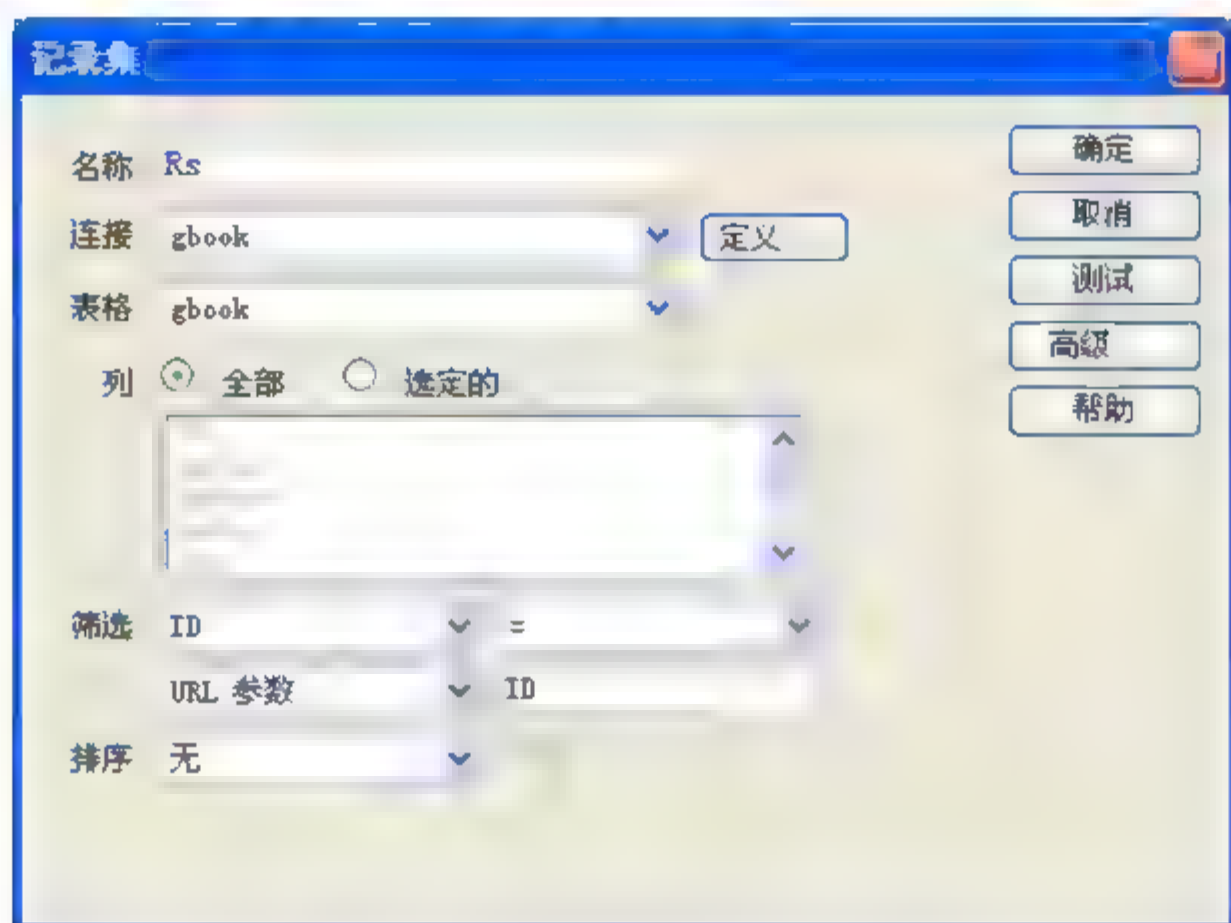 记录集
名称 Rs
确定
取消
连接 gbook 定义
测试
表格 gbook
高级
列 全部 选定的
帮助
筛选 ID =
URL 参数 ID
排序 无